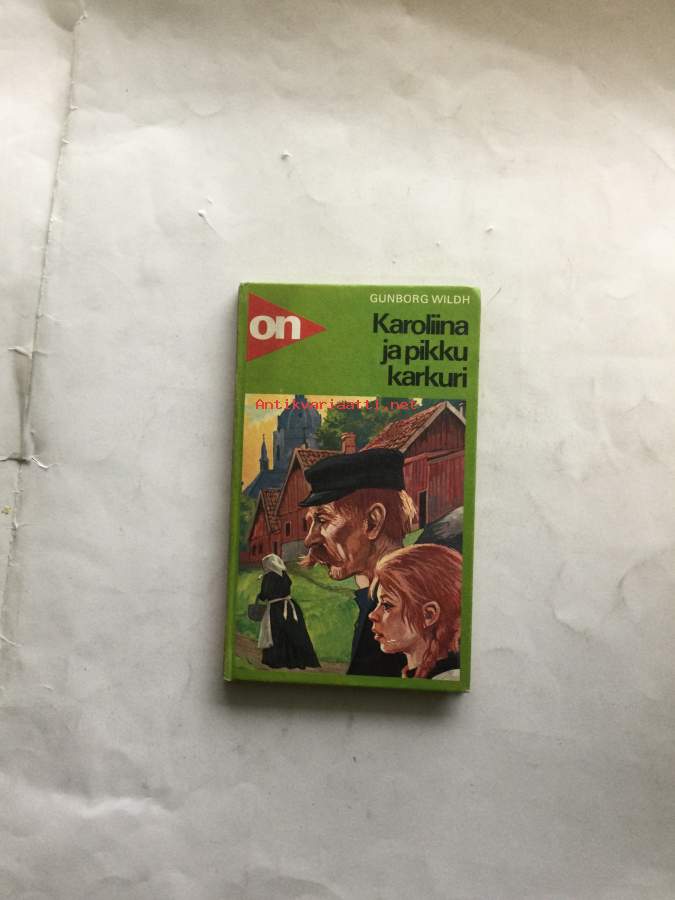 on
GUNBORG WILDH
Karoliina
ja pikku
karkuri
Antikvariaatti.net